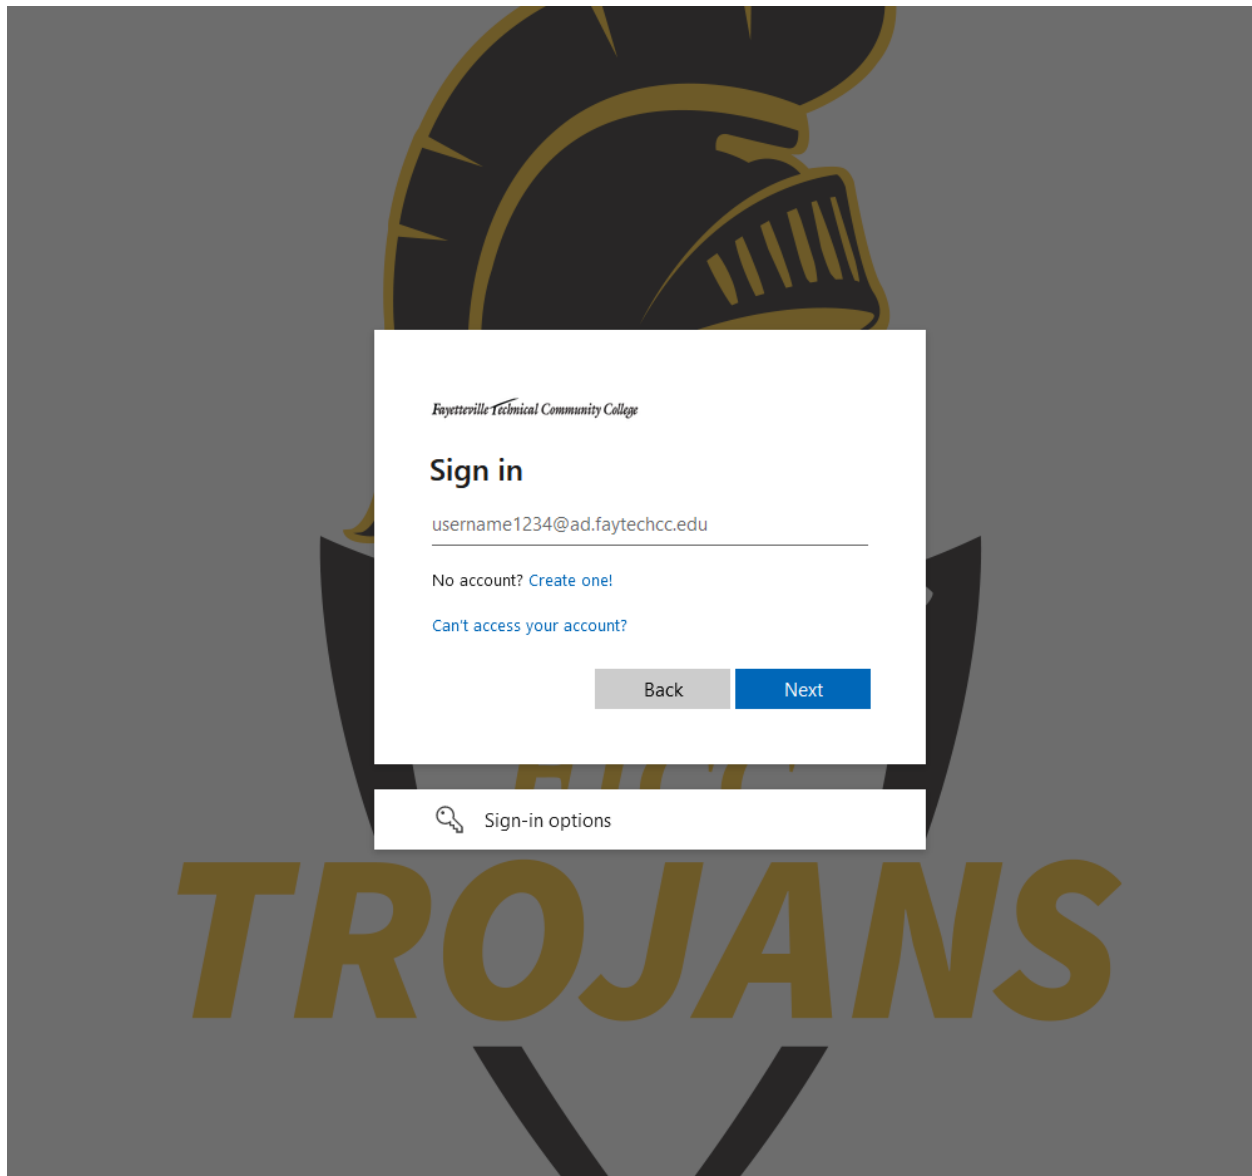 Fayetteville Technical Community College
Sign in
username1234@ad.faytechcc.edu
No account? Create one!
Can't access your account?
Back Next
Sign-in options
TROJANS